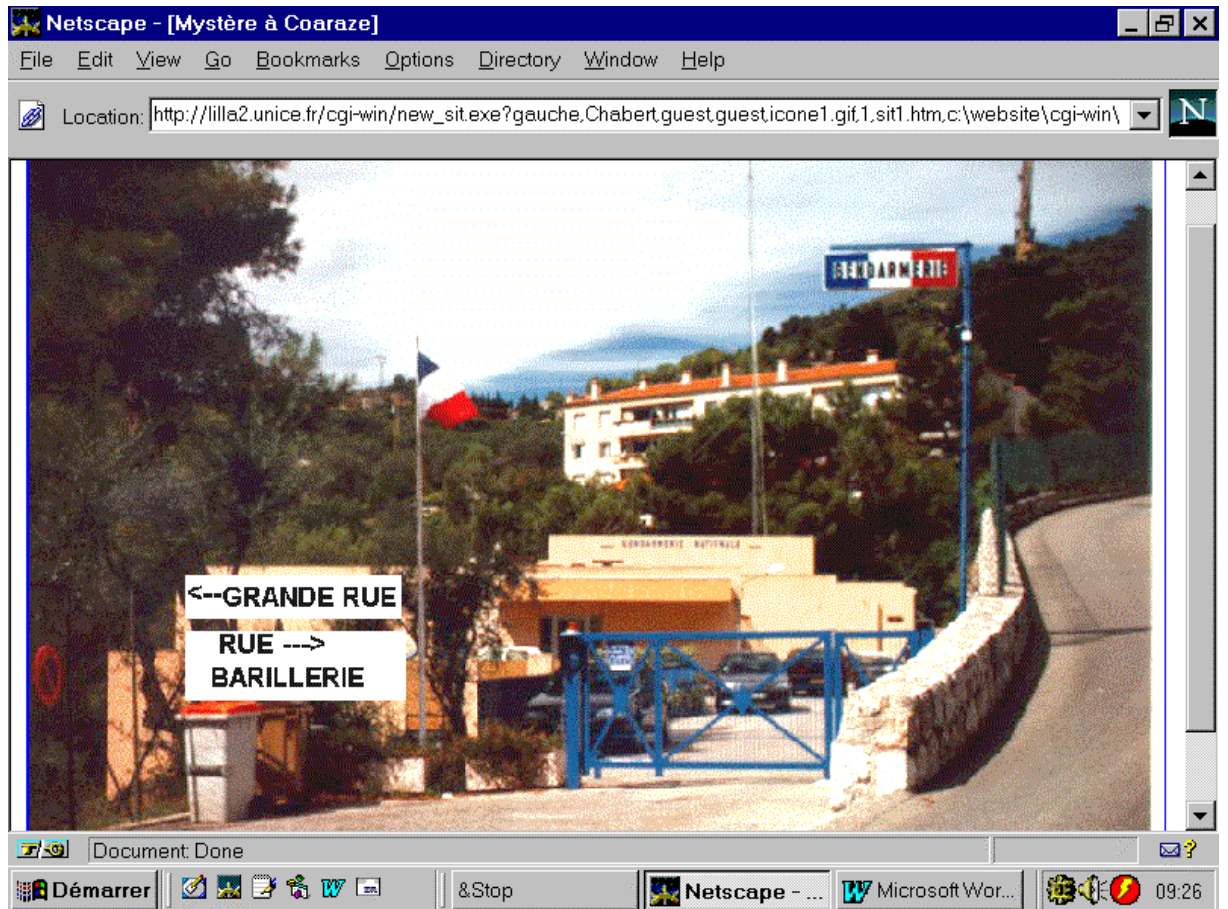 Netscape - [Mystère à Coaraze]
File Edit View Go Bookmarks Options Directory Window Help
Location: http://lilla2.unice.fr/cgi-win/new_sit.exe?gauche,Chabert,guest,guest,icone1.gif,1,sit1.htm,c:\website\cgi-win\
N
GENDARMERIE
GENDARMERIE NATIONALE
<--GRANDE RUE
RUE --->
BARILLERIE
Document: Done
Démarrer &Stop Netscape - ... Microsoft Wor... 09:26